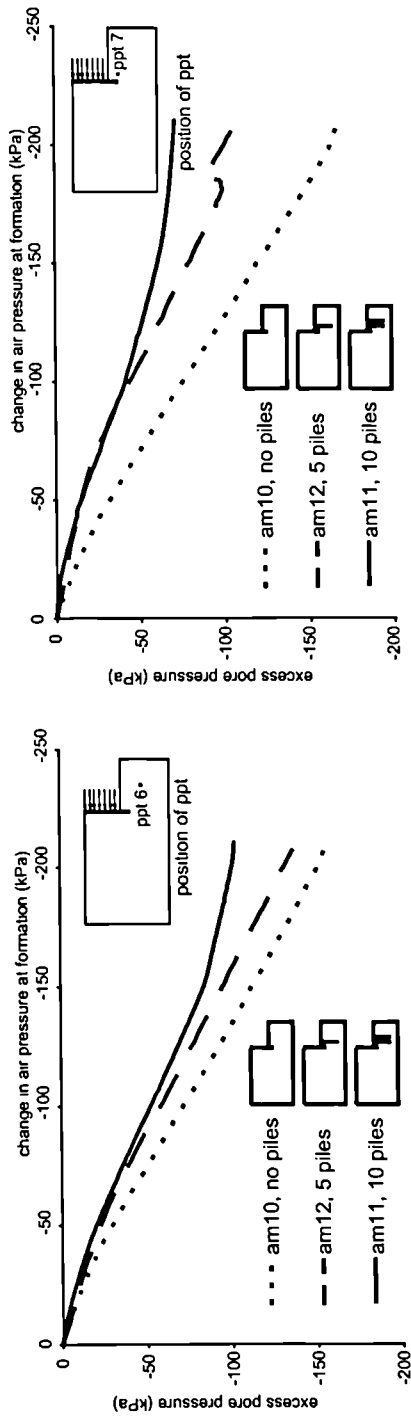 change in air pressure at formation (kPa)
0 -50 -100 -150 -200 -250
0
-50
-100
-150
-200
excess pore pressure (kPa)
ppt 6
position of ppt
am10, no piles
am12, 5 piles
am11, 10 piles
change in air pressure at formation (kPa)
0 -50 -100 -150 -200 -250
0
-50
-100
-150
-200
excess pore pressure (kPa)
ppt 7
position of ppt
am10, no piles
am12, 5 piles
am11, 10 piles